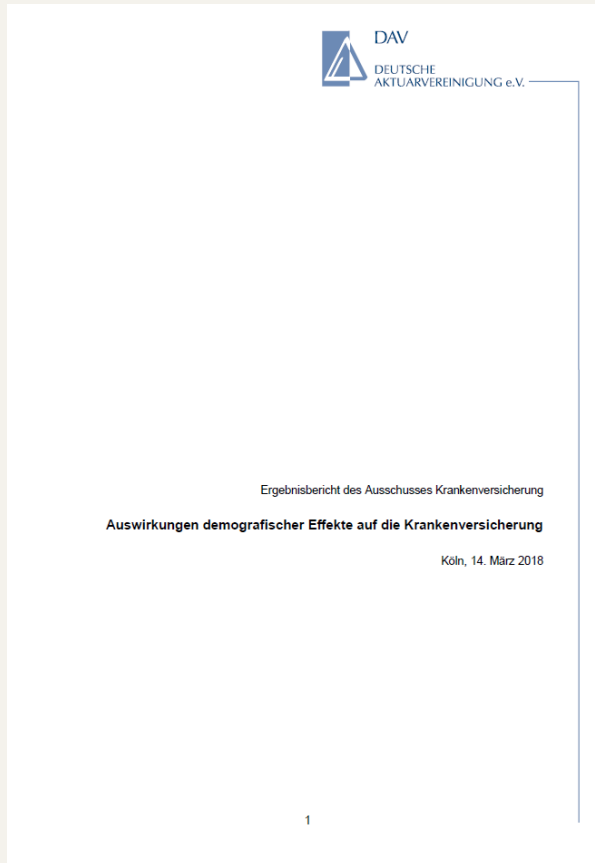 DAV
DEUTSCHE
AKTUARVEREINIGUNG e.V.
Ergebnisbericht des Ausschusses Krankenversicherung
Auswirkungen demografischer Effekte auf die Krankenversicherung
Köln, 14. März 2018
1